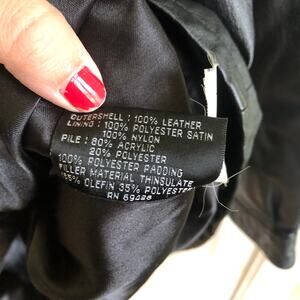 OUTERSHELL : 100% LEATHER
LINING : 100% POLYESTER SATIN
100% NYLON
PILE : 80% ACRYLIC
20% POLYESTER
100% POLYESTER PADDING
FILLER MATERIAL THINSULATE
65% OLEFIN 35% POLYESTER
RN 69426